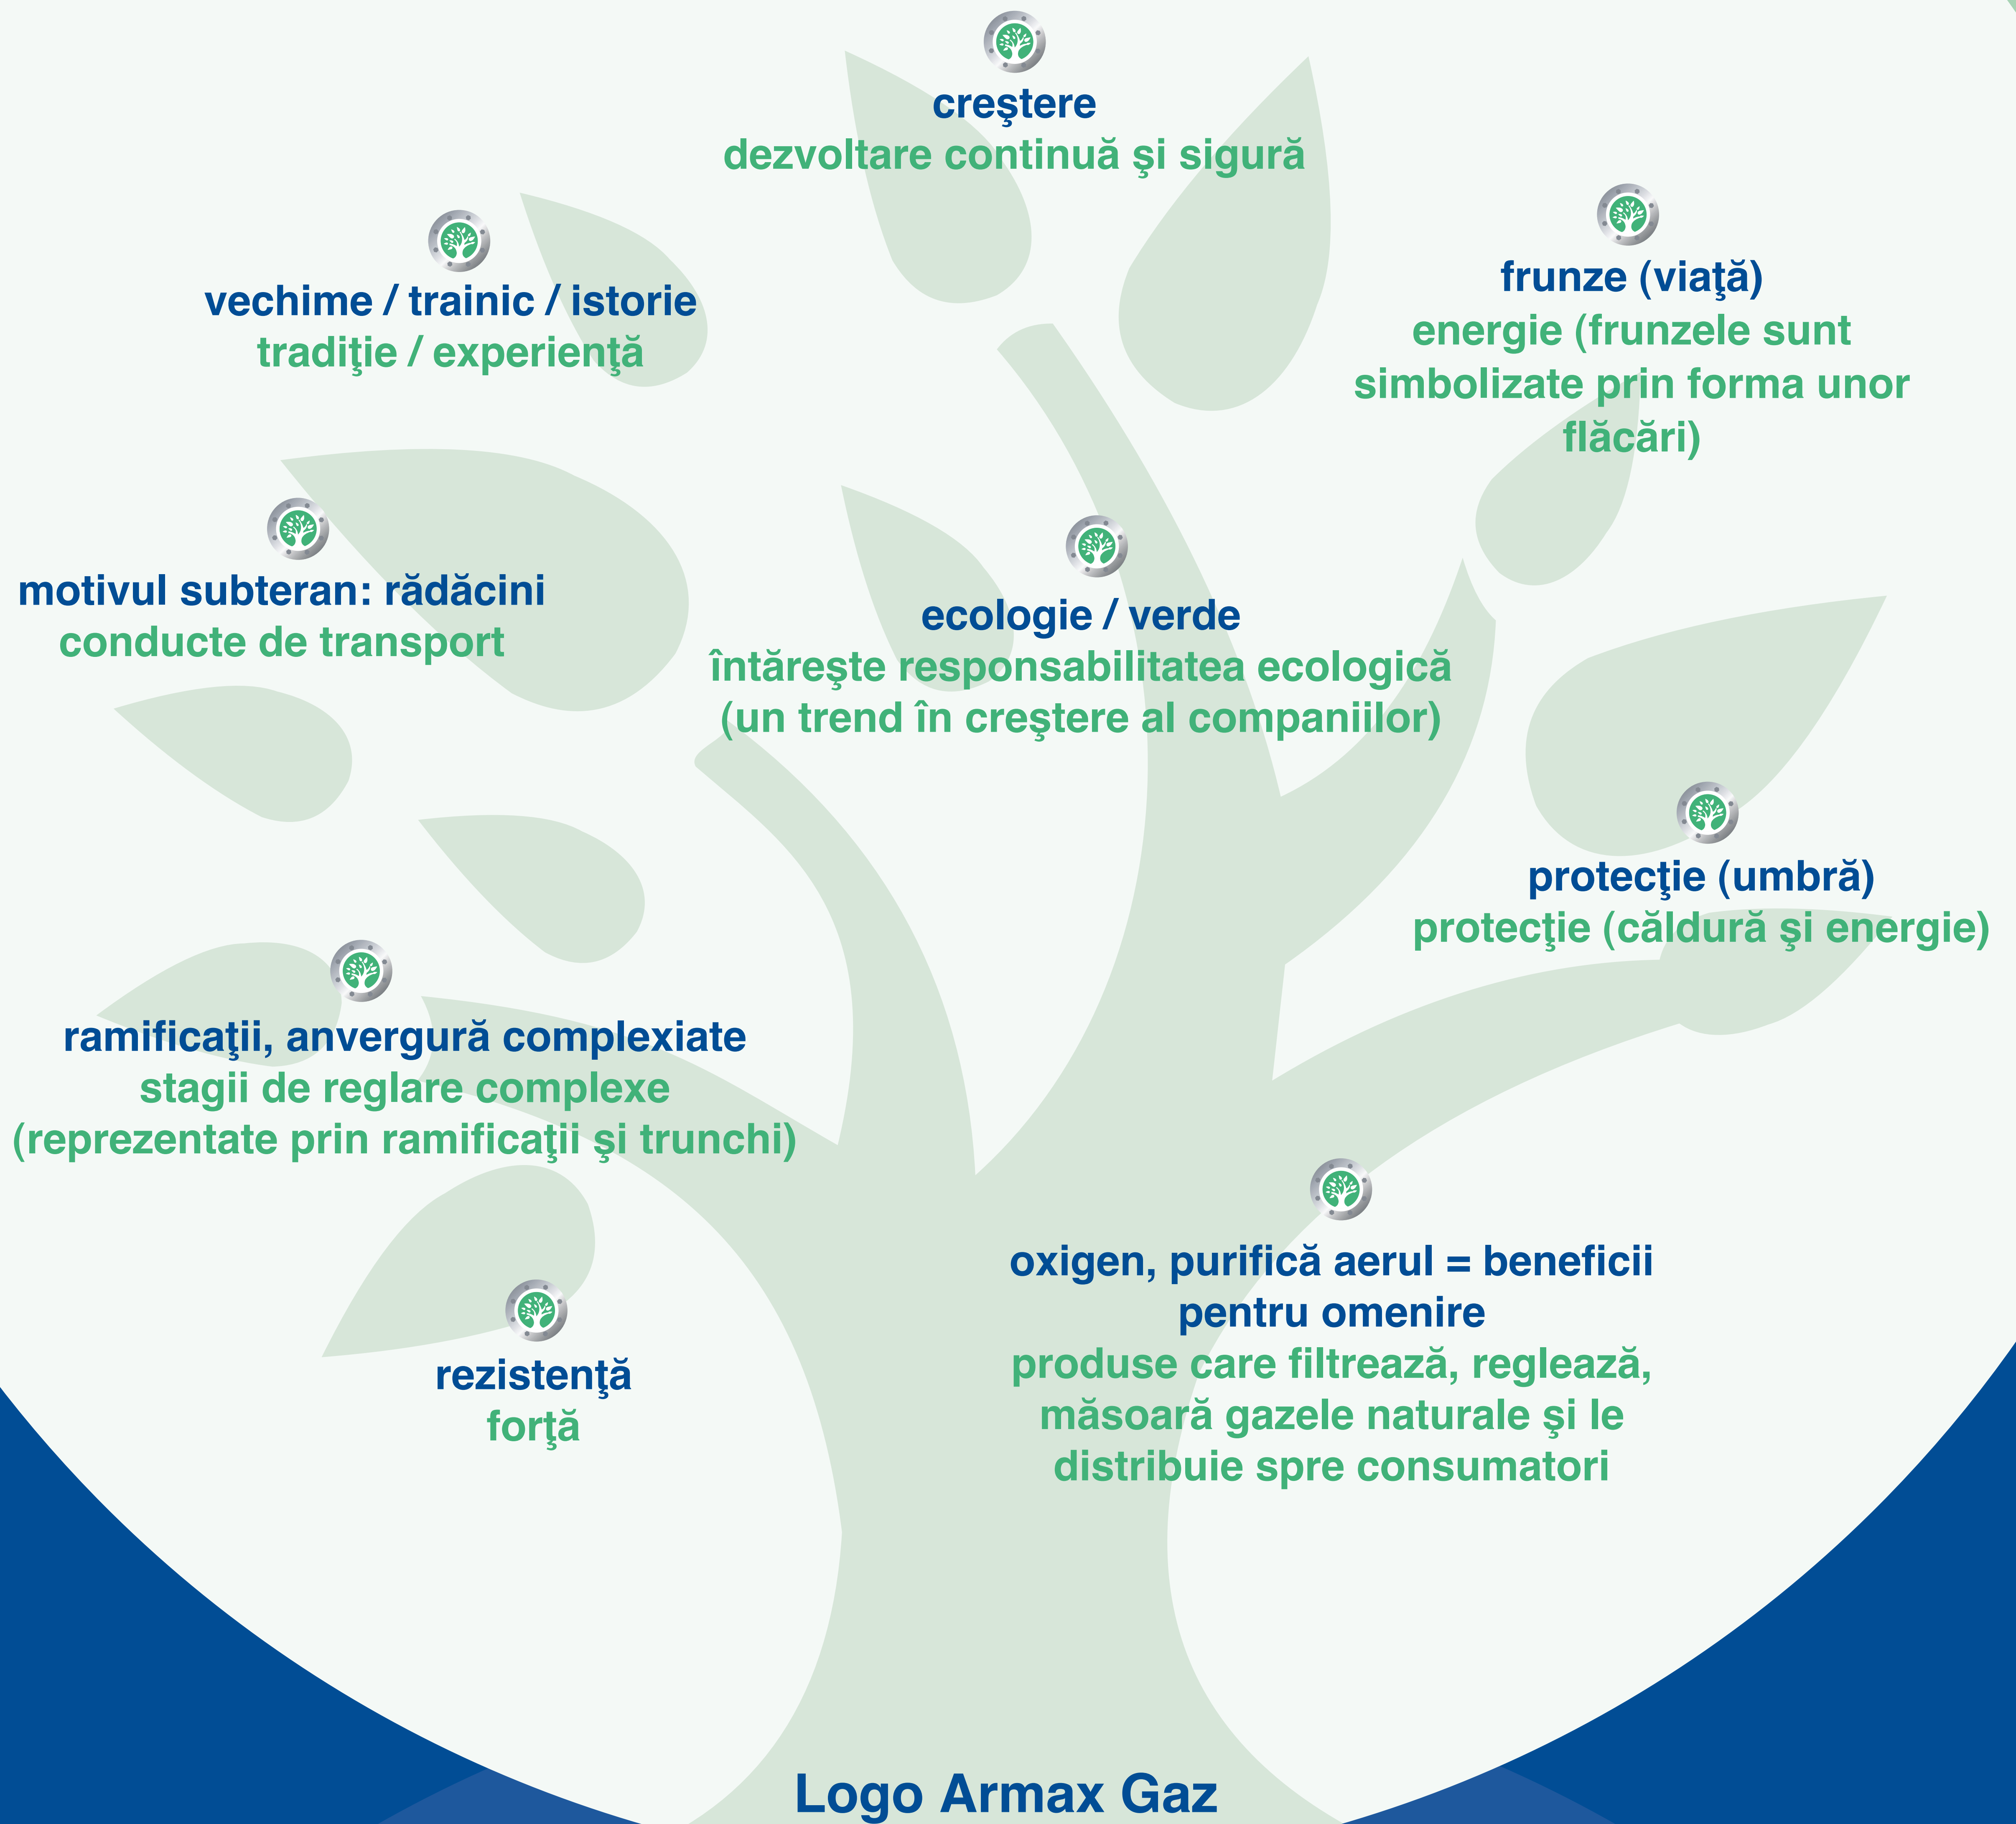 creştere
dezvoltare continuă şi sigură
vechime / trainic / istorie
tradiţie / experienţă
frunze (viaţă)
energie (frunzele sunt
simbolizate prin forma unor
flăcări)
motivul subteran: rădăcini
conducte de transport
ecologie / verde
întăreşte responsabilitatea ecologică
(un trend în creştere al companiilor)
protecţie (umbră)
protecţie (căldură şi energie)
ramificaţii, anvergură complexiate
stagii de reglare complexe
(reprezentate prin ramificaţii şi trunchi)
rezistenţă
forţă
oxigen, purifică aerul = beneficii
pentru omenire
produse care filtrează, reglează,
măsoară gazele naturale şi le
distribuie spre consumatori
Logo Armax Gaz